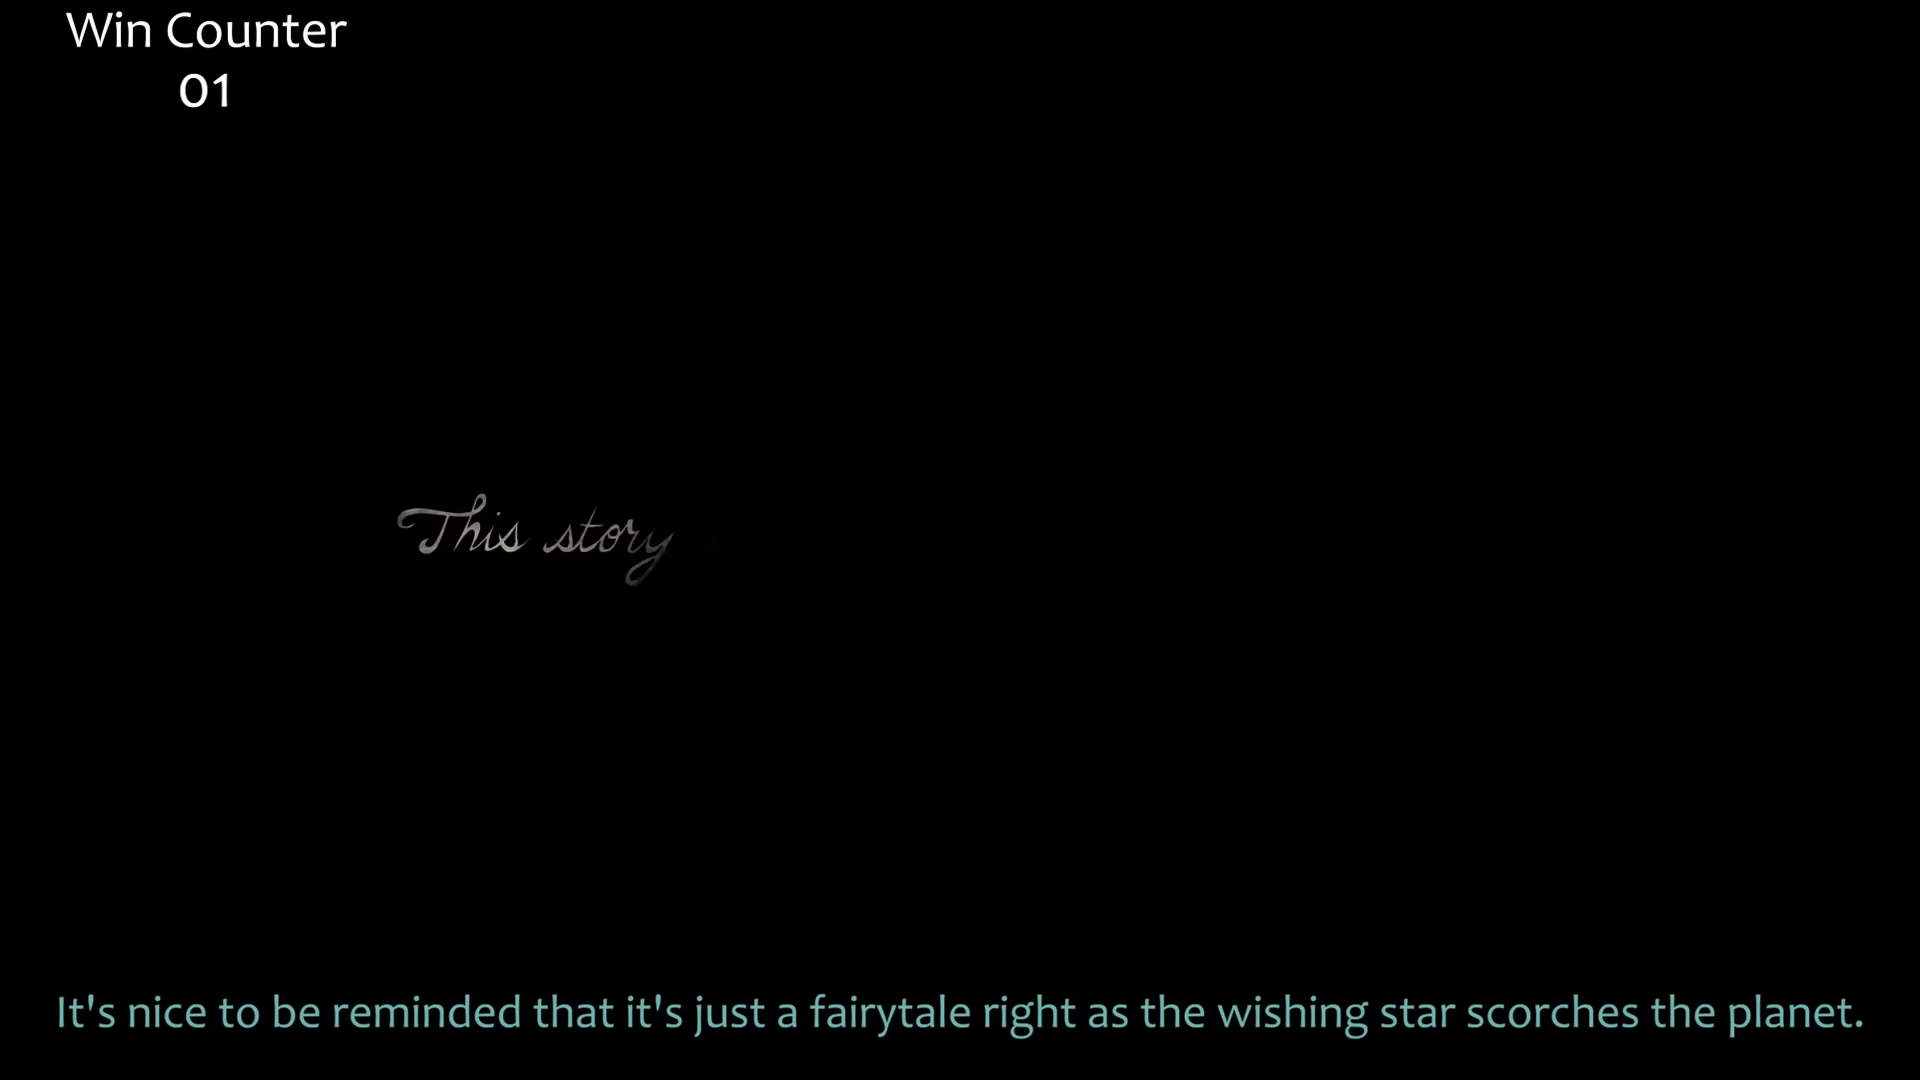 Win Counter
01
This story
It's nice to be reminded that it's just a fairytale right as the wishing star scorches the planet.